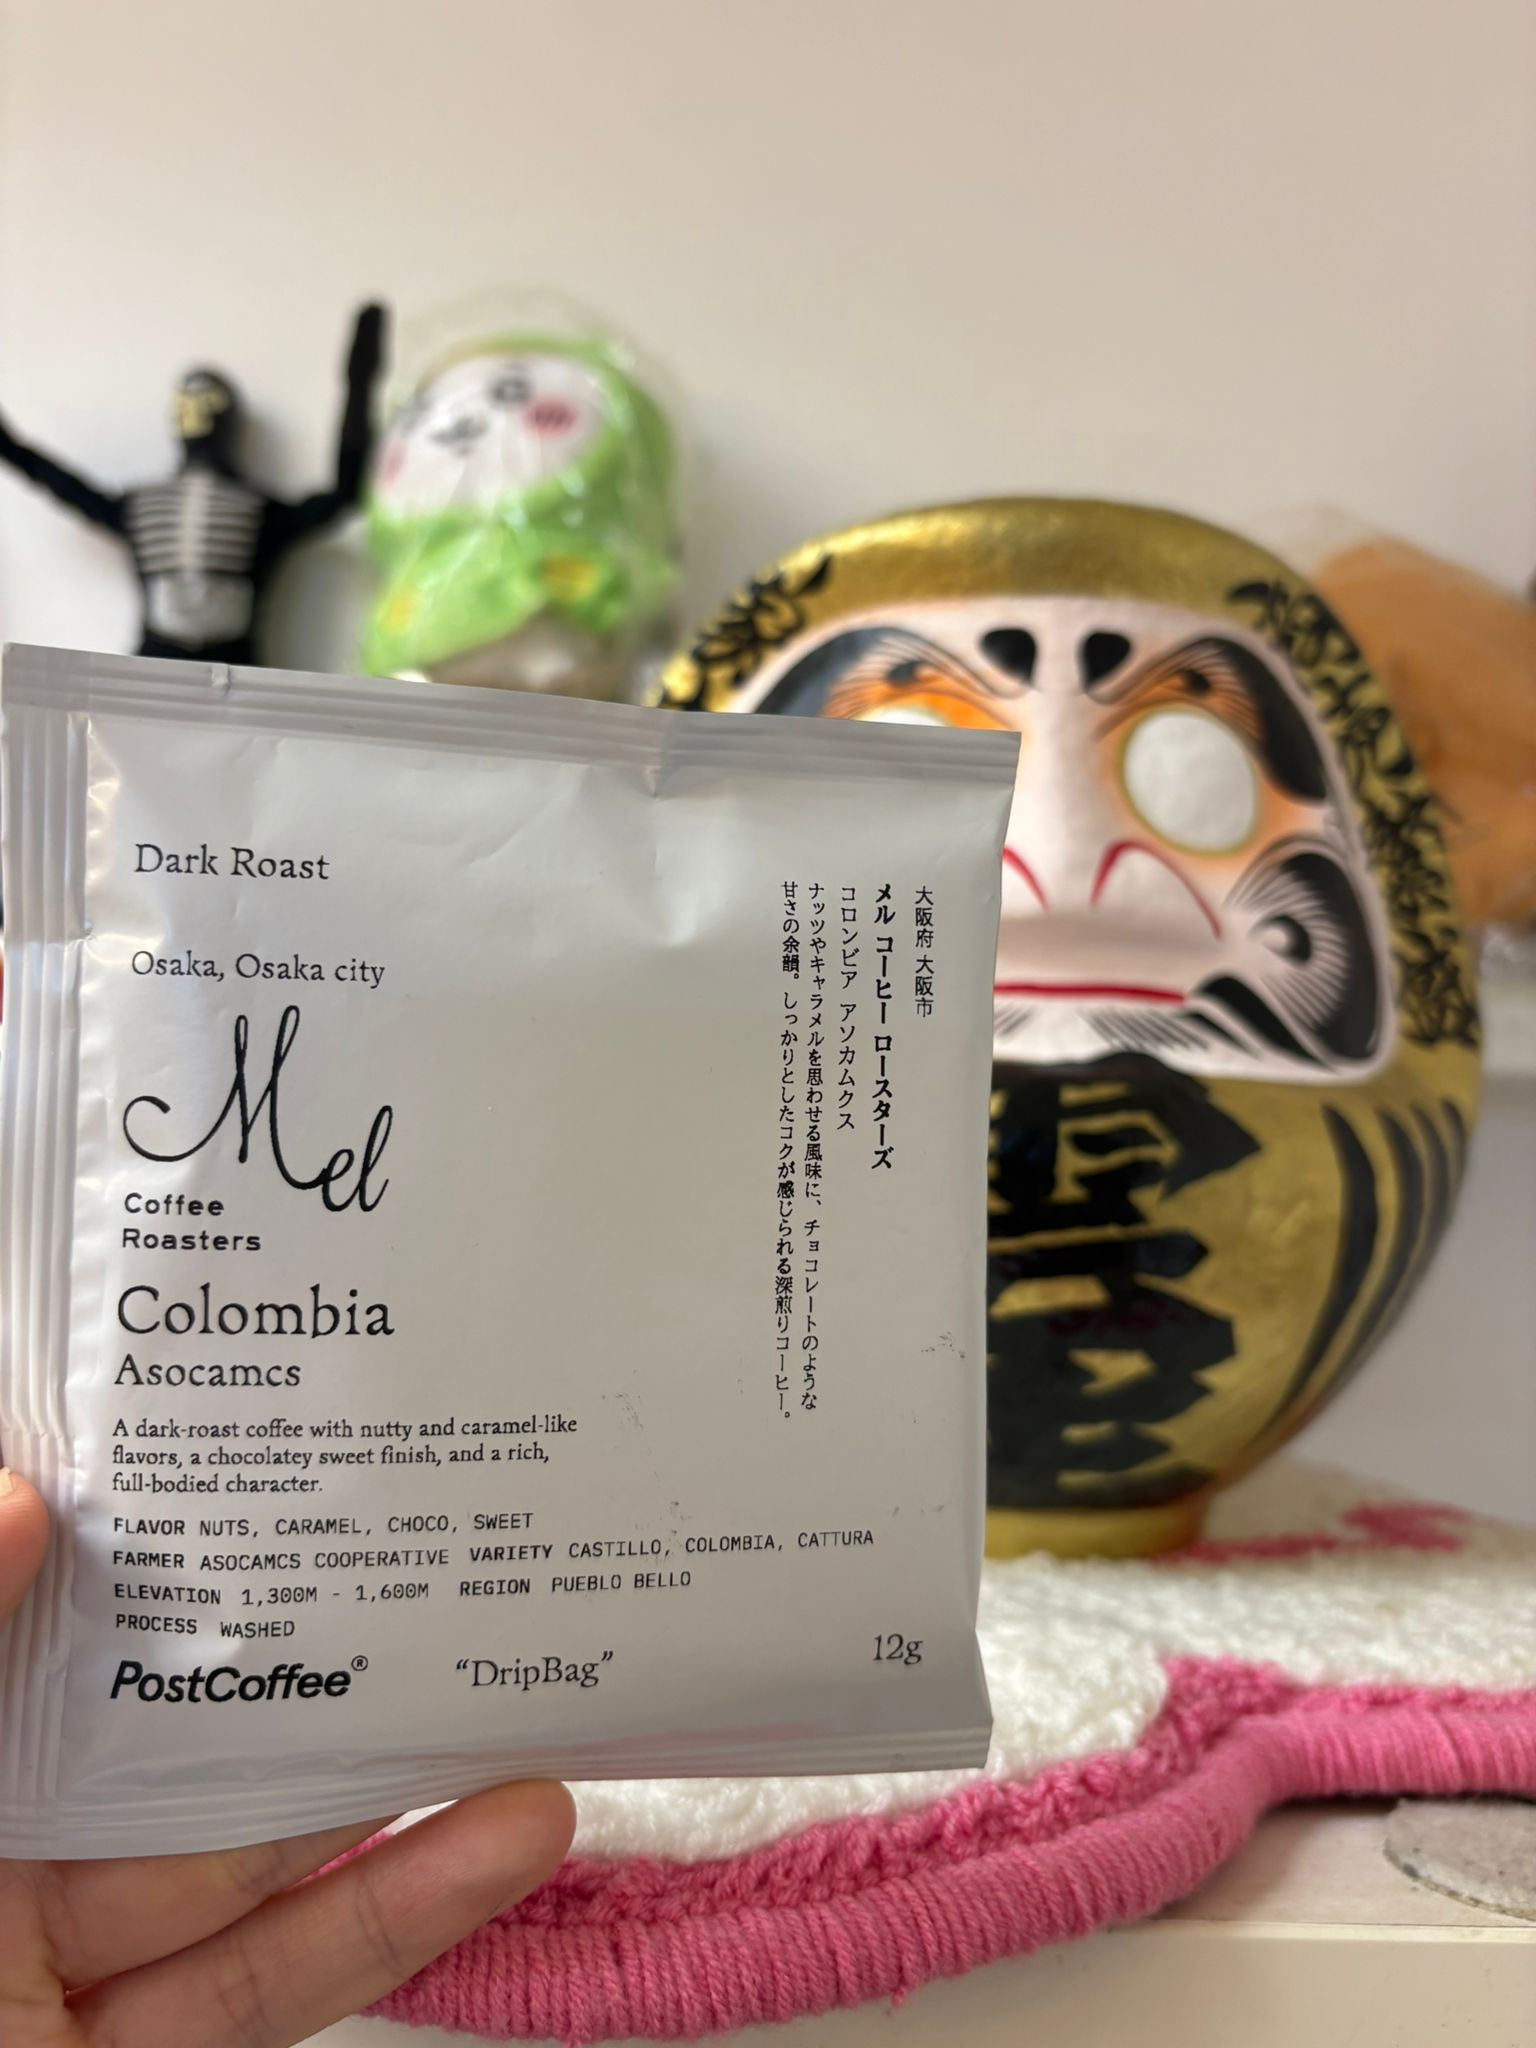 Dark Roast
Osaka, Osaka city
Mel
Coffee
Roasters
Colombia
Asocamcs
A dark-roast coffee with nutty and caramel-like
flavors, a chocolatey sweet finish, and a rich,
full-bodied character.
FLAVOR NUTS, CARAMEL, CHOCO, SWEET
FARMER ASOCAMCS COOPERATIVE VARIETY CASTILLO, COLOMBIA, CATTURA
ELEVATION 1,300M - 1,600M REGION PUEBLO BELLO
PROCESS WASHED
PostCoffee® “DripBag” 12g
大阪府 大阪市
メル コーヒー ロースターズ
コロンビア アソカムクス
ナッツやキャラメルを思わせる風味に、チョコレートのような
甘さの余韻。しっかりとしたコクが感じられる深煎りコーヒー。